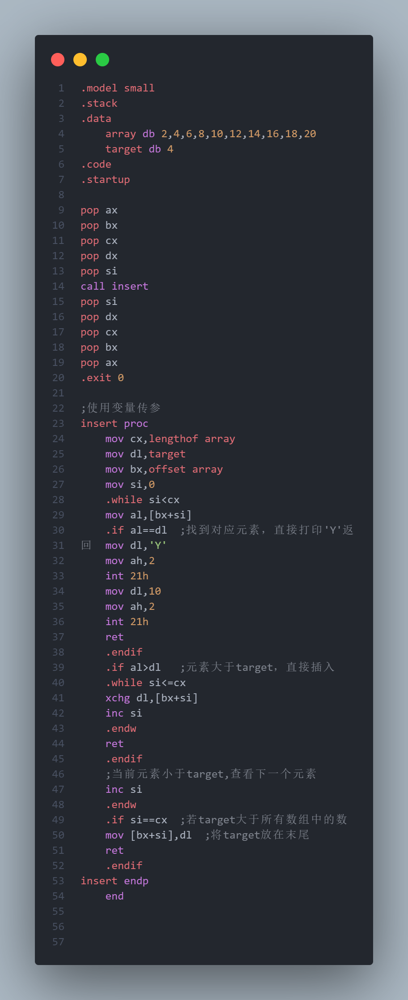 1 .model small
2 .stack
3 .data
4 array db 2,4,6,8,10,12,14,16,18,20
5 target db 4
6 .code
7 .startup
8
9 pop ax
10 pop bx
11 pop cx
12 pop dx
13 pop si
14 call insert
15 pop si
16 pop dx
17 pop cx
18 pop bx
19 pop ax
20 .exit 0
21
22 ;使用变量传参
23 insert proc
24 mov cx,lengthof array
25 mov dl,target
26 mov bx,offset array
27 mov si,0
28 .while si<cx
29 mov al,[bx+si]
30 .if al==dl ;找到对应元素，直接打印'Y'返
31 回 mov dl,'Y'
32 mov ah,2
33 int 21h
34 mov dl,10
35 mov ah,2
36 int 21h
37 ret
38 .endif
39 .if al>dl ;元素大于target，直接插入
40 .while si<=cx
41 xchg dl,[bx+si]
42 inc si
43 .endw
44 ret
45 .endif
46 ;当前元素小于target,查看下一个元素
47 inc si
48 .endw
49 .if si==cx ;若target大于所有数组中的数
50 mov [bx+si],dl ;将target放在末尾
51 ret
52 .endif
53 insert endp
54 end
55
56
57